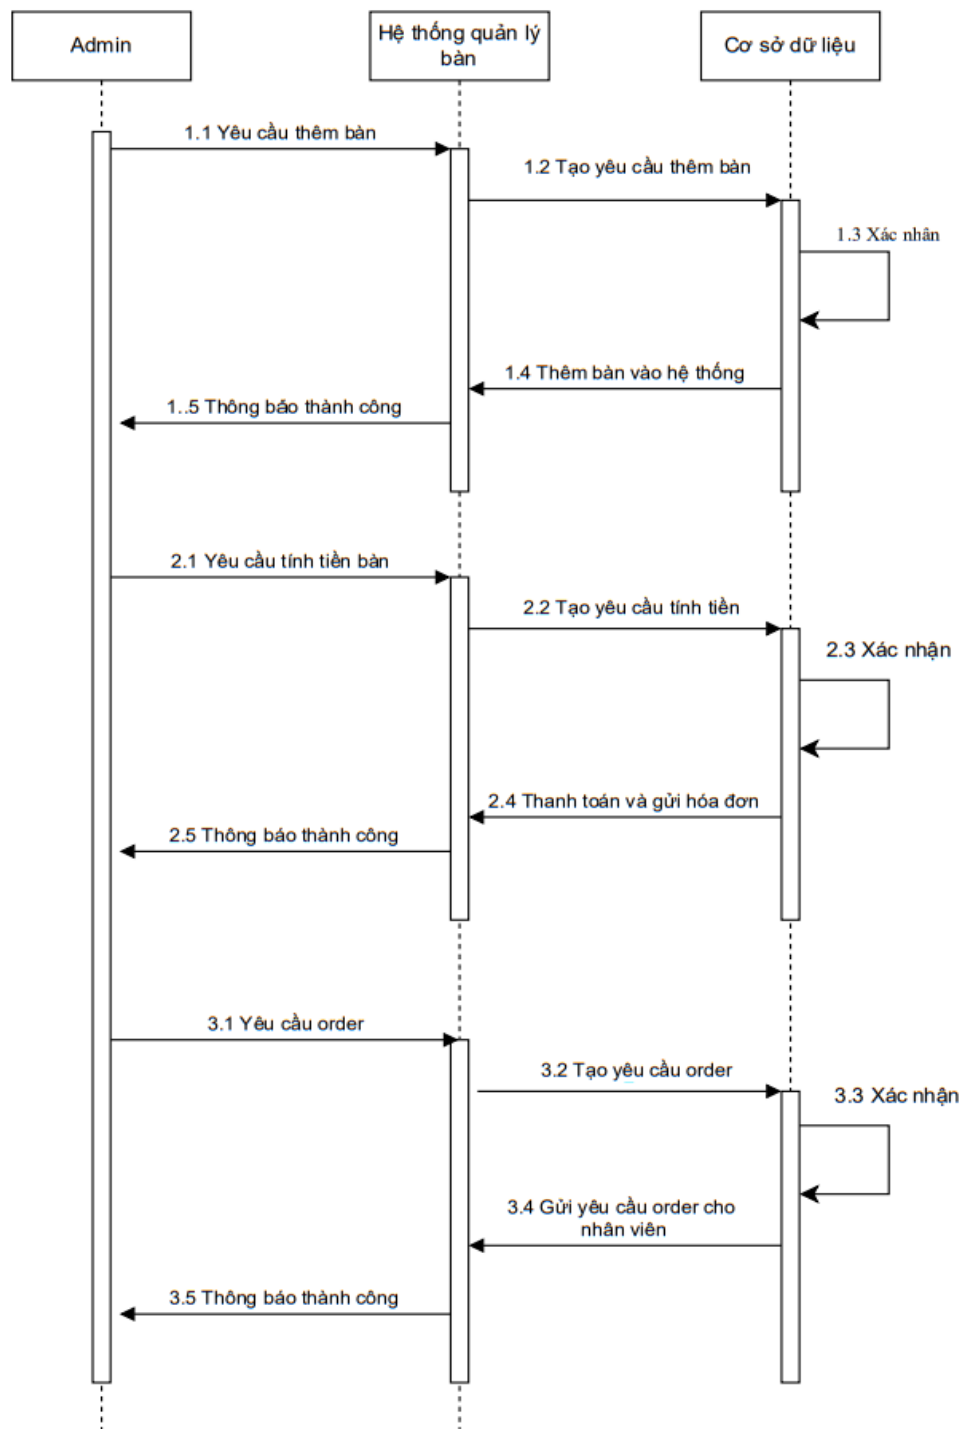 Admin
Hệ thống quản lý
bàn
Cơ sở dữ liệu
1.1 Yêu cầu thêm bàn
1.2 Tạo yêu cầu thêm bàn
1.3 Xác nhân
1.4 Thêm bàn vào hệ thống
1..5 Thông báo thành công
2.1 Yêu cầu tính tiền bàn
2.2 Tạo yêu cầu tính tiền
2.3 Xác nhận
2.4 Thanh toán và gửi hóa đơn
2.5 Thông báo thành công
3.1 Yêu cầu order
3.2 Tạo yêu cầu order
3.3 Xác nhận
3.4 Gửi yêu cầu order cho
nhân viên
3.5 Thông báo thành công